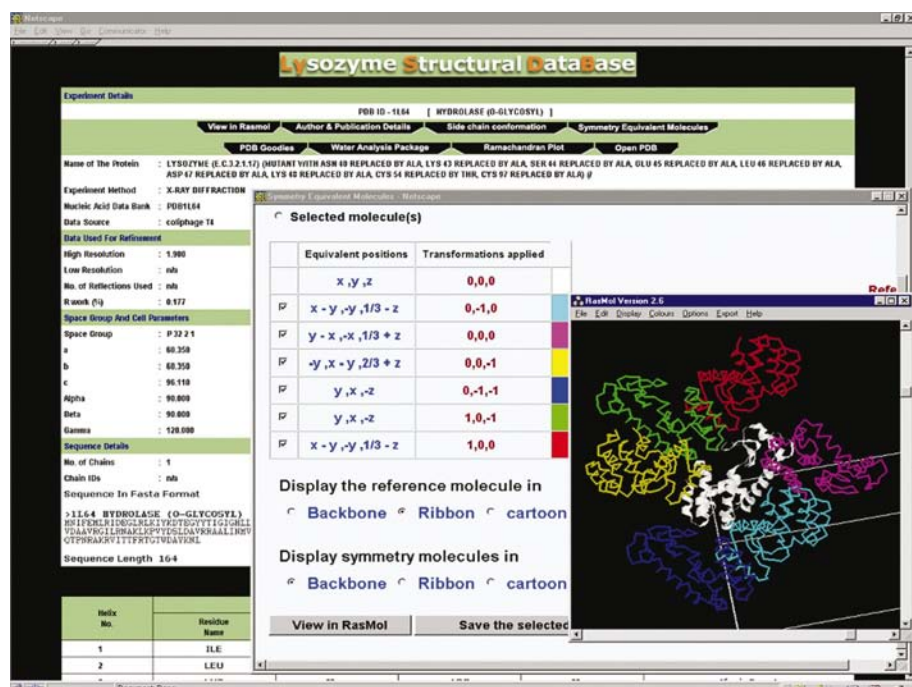 Netscape
File Edit View Go Communicator Help
Lysozyme Structural DataBase
Experiment Details
PDB ID - 1L64 [ HYDROLASE (O-GLYCOSYL) ]
View in Rasmol Author & Publication Details Side chain conformation Symmetry Equivalent Molecules
PDB Goodies Water Analysis Package Ramachandran Plot Open PDB
Name of The Protein : LYSOZYME (E.C.3.2.1.17) (MUTANT WITH ASN 40 REPLACED BY ALA, LYS 43 REPLACED BY ALA, SER 44 REPLACED BY ALA, GLU 45 REPLACED BY ALA, LEU 46 REPLACED BY ALA,
ASP 47 REPLACED BY ALA, LYS 48 REPLACED BY ALA, CYS 54 REPLACED BY THR, CYS 97 REPLACED BY ALA) //
Experiment Method : X-RAY DIFFRACTION
Nucleic Acid Data Bank : PDB1L64
Data Source : coliphage T4
Data Used For Refinement
High Resolution : 1.900
Low Resolution : n/a
No. of Reflections Used : n/a
R work (%) : 0.177
Space Group And Cell Parameters
Space Group : P 32 2 1
a : 60.350
b : 60.350
c : 96.110
Alpha : 90.000
Beta : 90.000
Gamma : 120.000
Sequence Details
No. of Chains : 1
Chain IDs : n/a
Sequence In Fasta Format
>1L64 HYDROLASE (O-GLYCOSYL)
MNIFEMLRIDEGLRLKIYKDTEGYYTIGIGHLL
VDAAVRGILRNAKLKPVYDSLDAVRRAALINMV
QTPNRAKRVITTFRTGTWDAYKNL
Sequence Length 164
Helix
No.
Residue
Name
1 ILE
2 LEU
Symmetry Equivalent Molecules - Netscape
Selected molecule(s)
Equivalent positions Transformations applied
x ,y ,z 0,0,0
x - y ,-y ,1/3 - z 0,-1,0
y - x ,-x ,1/3 + z 0,0,0
-y ,x - y ,2/3 + z 0,0,-1
y ,x ,-z 0,-1,-1
y ,x ,-z 1,0,-1
x - y ,-y ,1/3 - z 1,0,0
Display the reference molecule in
Backbone Ribbon cartoon
Display symmetry molecules in
Backbone Ribbon cartoon
View in RasMol Save the selected
Refe
RasMol Version 2.6
File Edit Display Colours Options Export Help